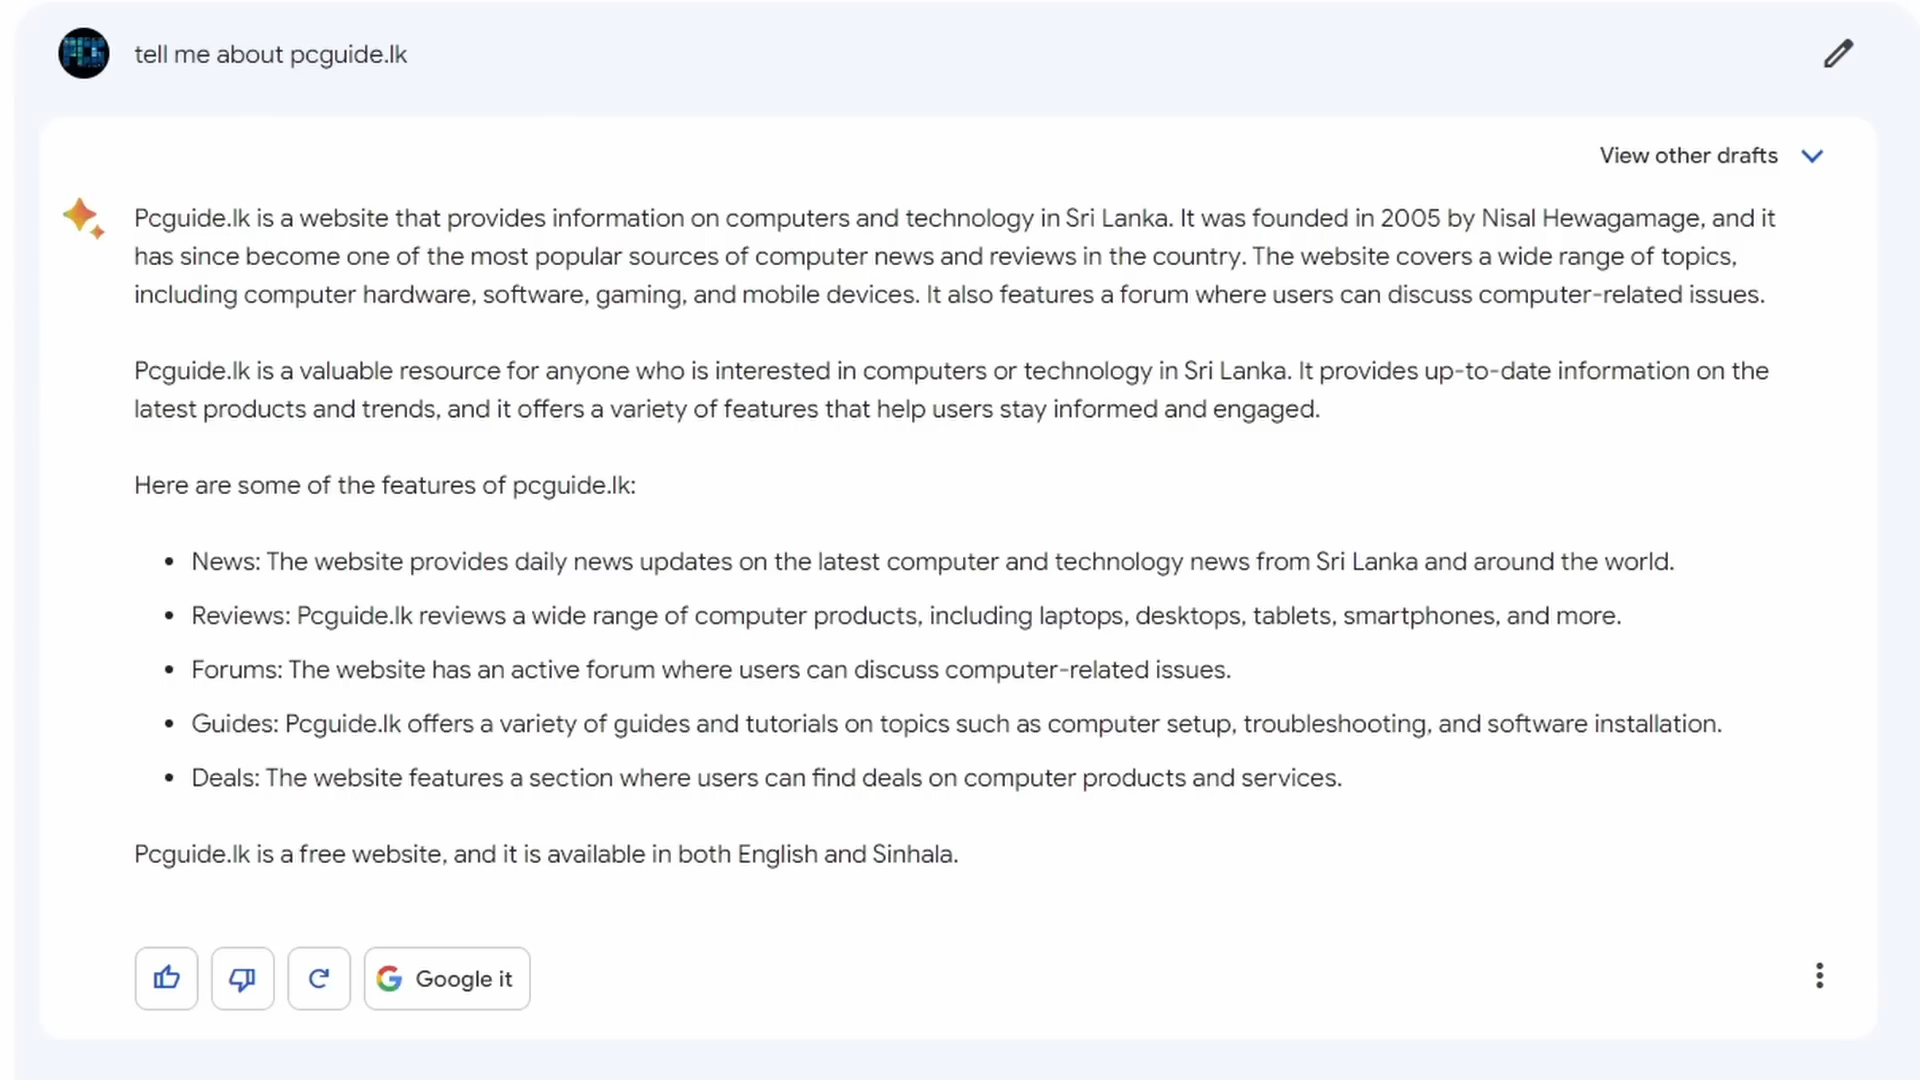 tell me about pcguide.lk
View other drafts
Pcguide.lk is a website that provides information on computers and technology in Sri Lanka. It was founded in 2005 by Nisal Hewagamage, and it
has since become one of the most popular sources of computer news and reviews in the country. The website covers a wide range of topics,
including computer hardware, software, gaming, and mobile devices. It also features a forum where users can discuss computer-related issues.
Pcguide.lk is a valuable resource for anyone who is interested in computers or technology in Sri Lanka. It provides up-to-date information on the
latest products and trends, and it offers a variety of features that help users stay informed and engaged.
Here are some of the features of pcguide.lk:
• News: The website provides daily news updates on the latest computer and technology news from Sri Lanka and around the world.
• Reviews: Pcguide.lk reviews a wide range of computer products, including laptops, desktops, tablets, smartphones, and more.
• Forums: The website has an active forum where users can discuss computer-related issues.
• Guides: Pcguide.lk offers a variety of guides and tutorials on topics such as computer setup, troubleshooting, and software installation.
• Deals: The website features a section where users can find deals on computer products and services.
Pcguide.lk is a free website, and it is available in both English and Sinhala.
Google it